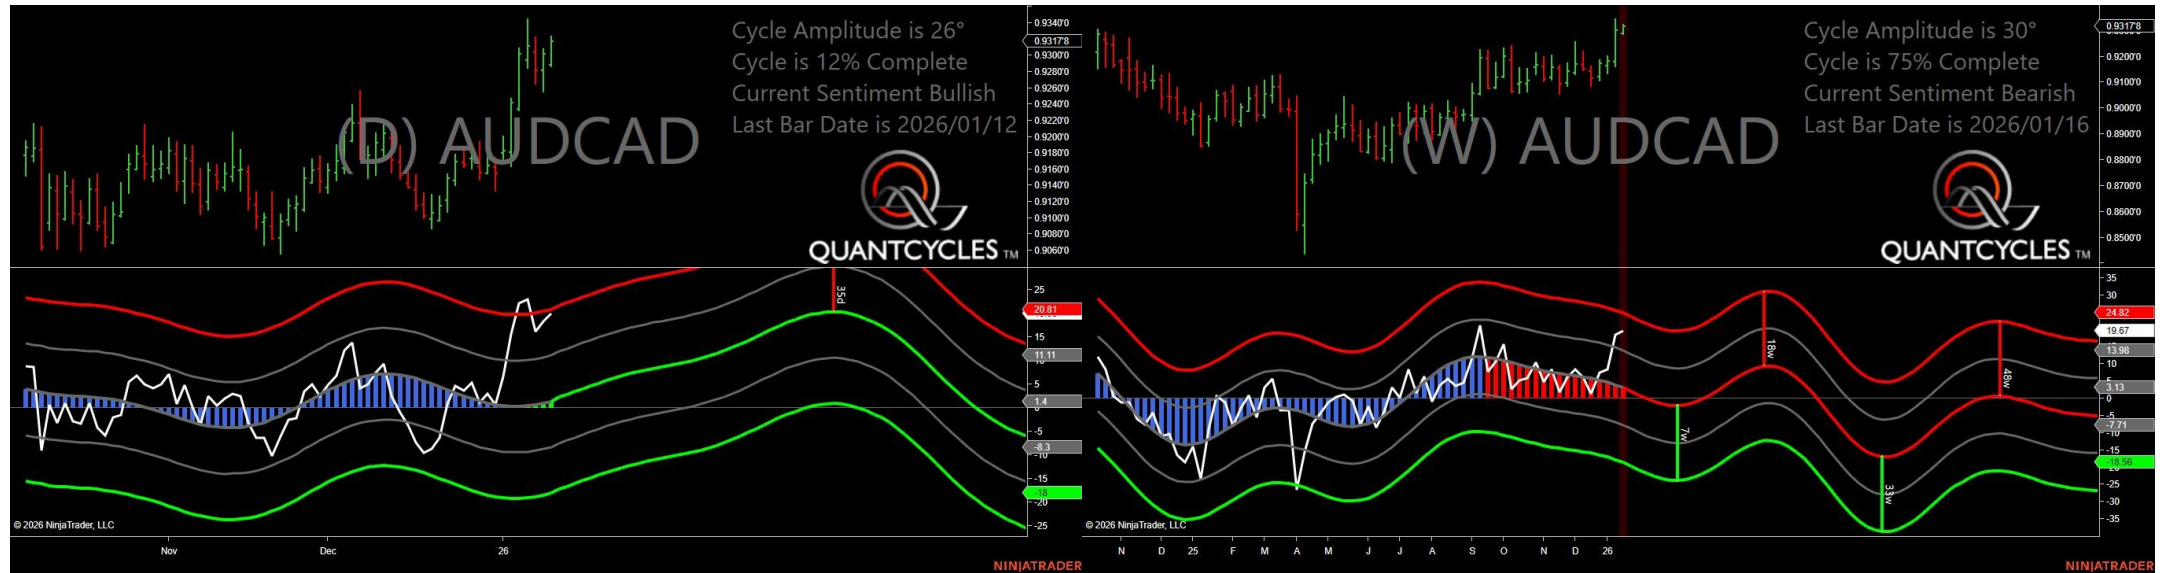 Cycle Amplitude is 26°
Cycle is 12% Complete
Current Sentiment Bullish
Last Bar Date is 2026/01/12
(D) AUDCAD
QUANTCYCLES TM
0.9340'0
0.9317'8
0.9300'0
0.9280'0
0.9260'0
0.9240'0
0.9220'0
0.9200'0
0.9180'0
0.9160'0
0.9140'0
0.9120'0
0.9100'0
0.9080'0
0.9060'0
35d
25
20.81
15
11.11
5
1.4
0
-5
-8.3
-10
-15
-18
-20
-25
© 2026 NinjaTrader, LLC
Nov
Dec
26
NINJATRADER
Cycle Amplitude is 30°
Cycle is 75% Complete
Current Sentiment Bearish
Last Bar Date is 2026/01/16
(W) AUDCAD
QUANTCYCLES TM
0.9317'8
0.9200'0
0.9100'0
0.9000'0
0.8900'0
0.8800'0
0.8700'0
0.8600'0
0.8500'0
7w
18w
33w
48w
35
30
24.82
19.67
13.98
10
3.13
0
-5
-7.71
-10
-18.56
-25
-30
-35
© 2026 NinjaTrader, LLC
N
D
25
F
M
A
M
J
J
A
S
O
N
D
26
NINJATRADER